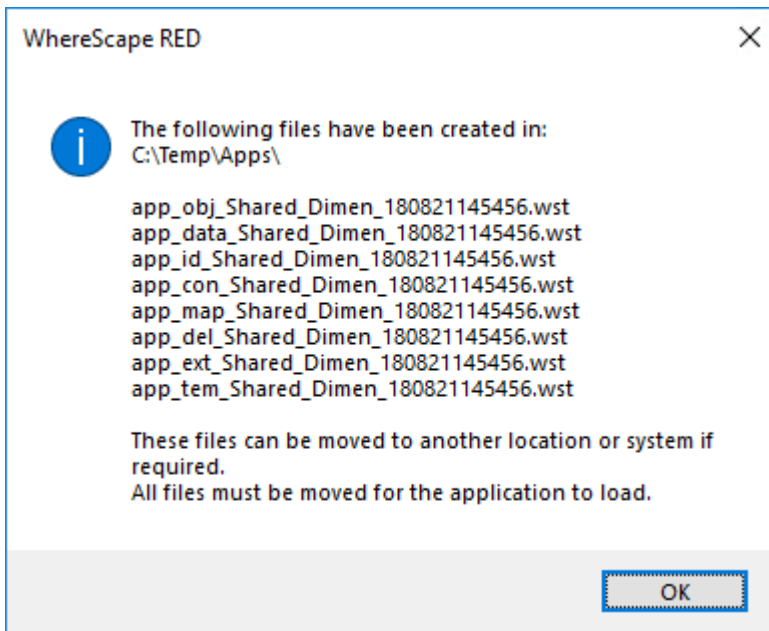 WhereScape RED
The following files have been created in:
C:\Temp\Apps\
app_obj_Shared_Dimen_180821145456.wst
app_data_Shared_Dimen_180821145456.wst
app_id_Shared_Dimen_180821145456.wst
app_con_Shared_Dimen_180821145456.wst
app_map_Shared_Dimen_180821145456.wst
app_del_Shared_Dimen_180821145456.wst
app_ext_Shared_Dimen_180821145456.wst
app_tem_Shared_Dimen_180821145456.wst
These files can be moved to another location or system if
required.
All files must be moved for the application to load.
OK